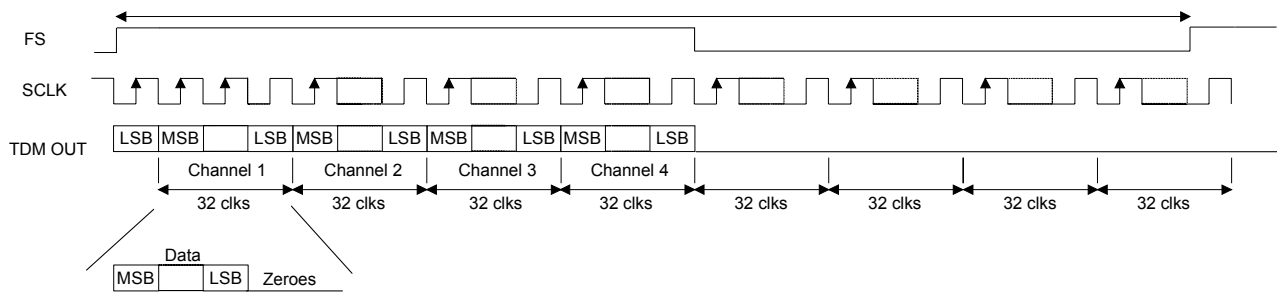 FS
SCLK
TDM OUT
LSB MSB LSB MSB LSB MSB LSB MSB LSB
Channel 1 Channel 2 Channel 3 Channel 4
32 clks 32 clks 32 clks 32 clks 32 clks 32 clks 32 clks 32 clks
Data
MSB LSB Zeroes